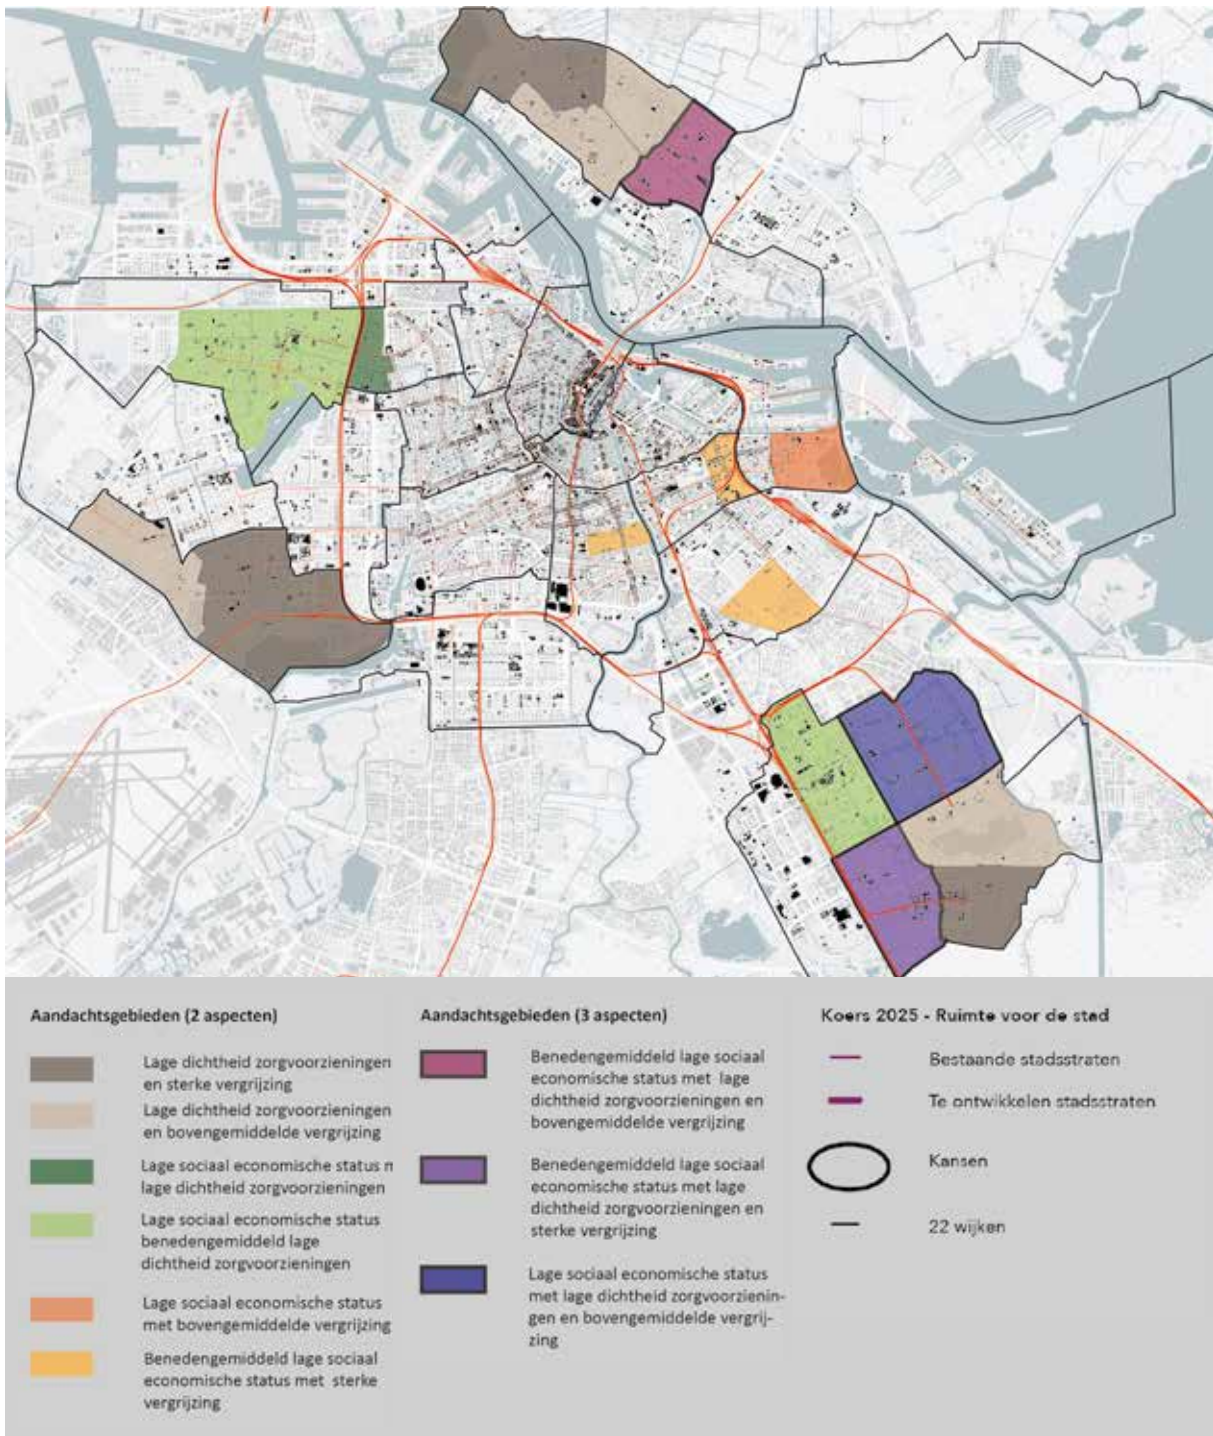 Aandachtsgebieden (2 aspecten)
Lage dichtheid zorgvoorzieningen
en sterke vergrijzing
Lage dichtheid zorgvoorzieningen
en bovengemiddelde vergrijzing
Lage sociaal economische status n
lage dichtheid zorgvoorzieningen
Lage sociaal economische status
benedengemiddeld lage
dichtheid zorgvoorzieningen
Lage sociaal economische status
met bovengemiddelde vergrijzing
Benedengemiddeld lage sociaal
economische status met sterke
vergrijzing
Aandachtsgebieden (3 aspecten)
Benedengemiddeld lage sociaal
economische status met lage
dichtheid zorgvoorzieningen en
bovengemiddelde vergrijzing
Benedengemiddeld lage sociaal
economische status met lage
dichtheid zorgvoorzieningen en
sterke vergrijzing
Lage sociaal economische status
met lage dichtheid zorgvoorzienin-
gen en bovengemiddelde vergrij-
zing
Koers 2025 - Ruimte voor de stad
Bestaande stadsstraten
Te ontwikkelen stadsstraten
Kansen
22 wijken